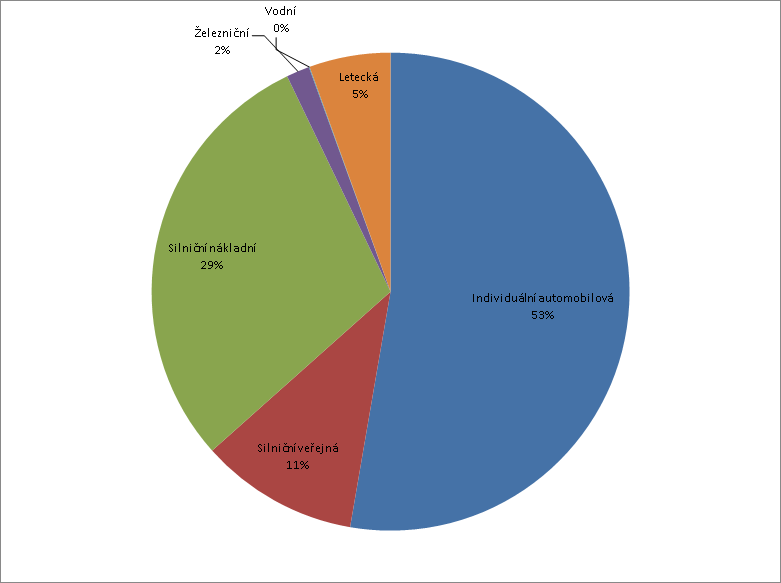 Vodní
0%
Železniční
2%
Letecká
5%
Silniční nákladní
29%
Individuální automobilová
53%
Silniční veřejná
11%